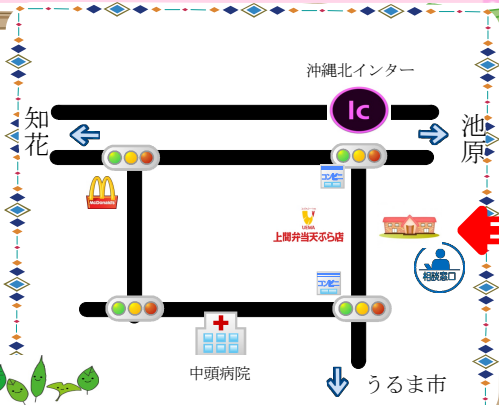 沖縄北インター
Ic
知花
池原
コンビニ
McDonald's
UEMA
上間弁当天ぷら店
相談窓口
コンビニ
中頭病院
うるま市